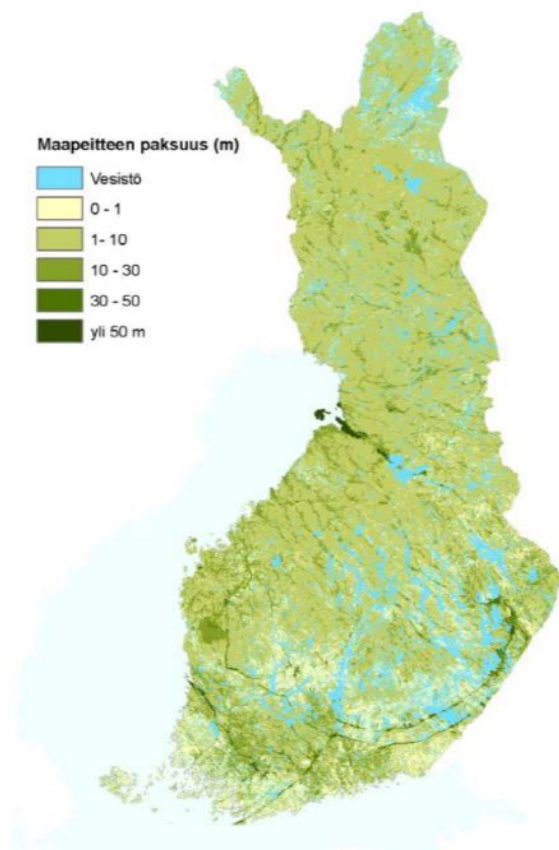 Maapeitteen paksuus (m)
Vesistö
0 - 1
1- 10
10 - 30
30 - 50
yli 50 m